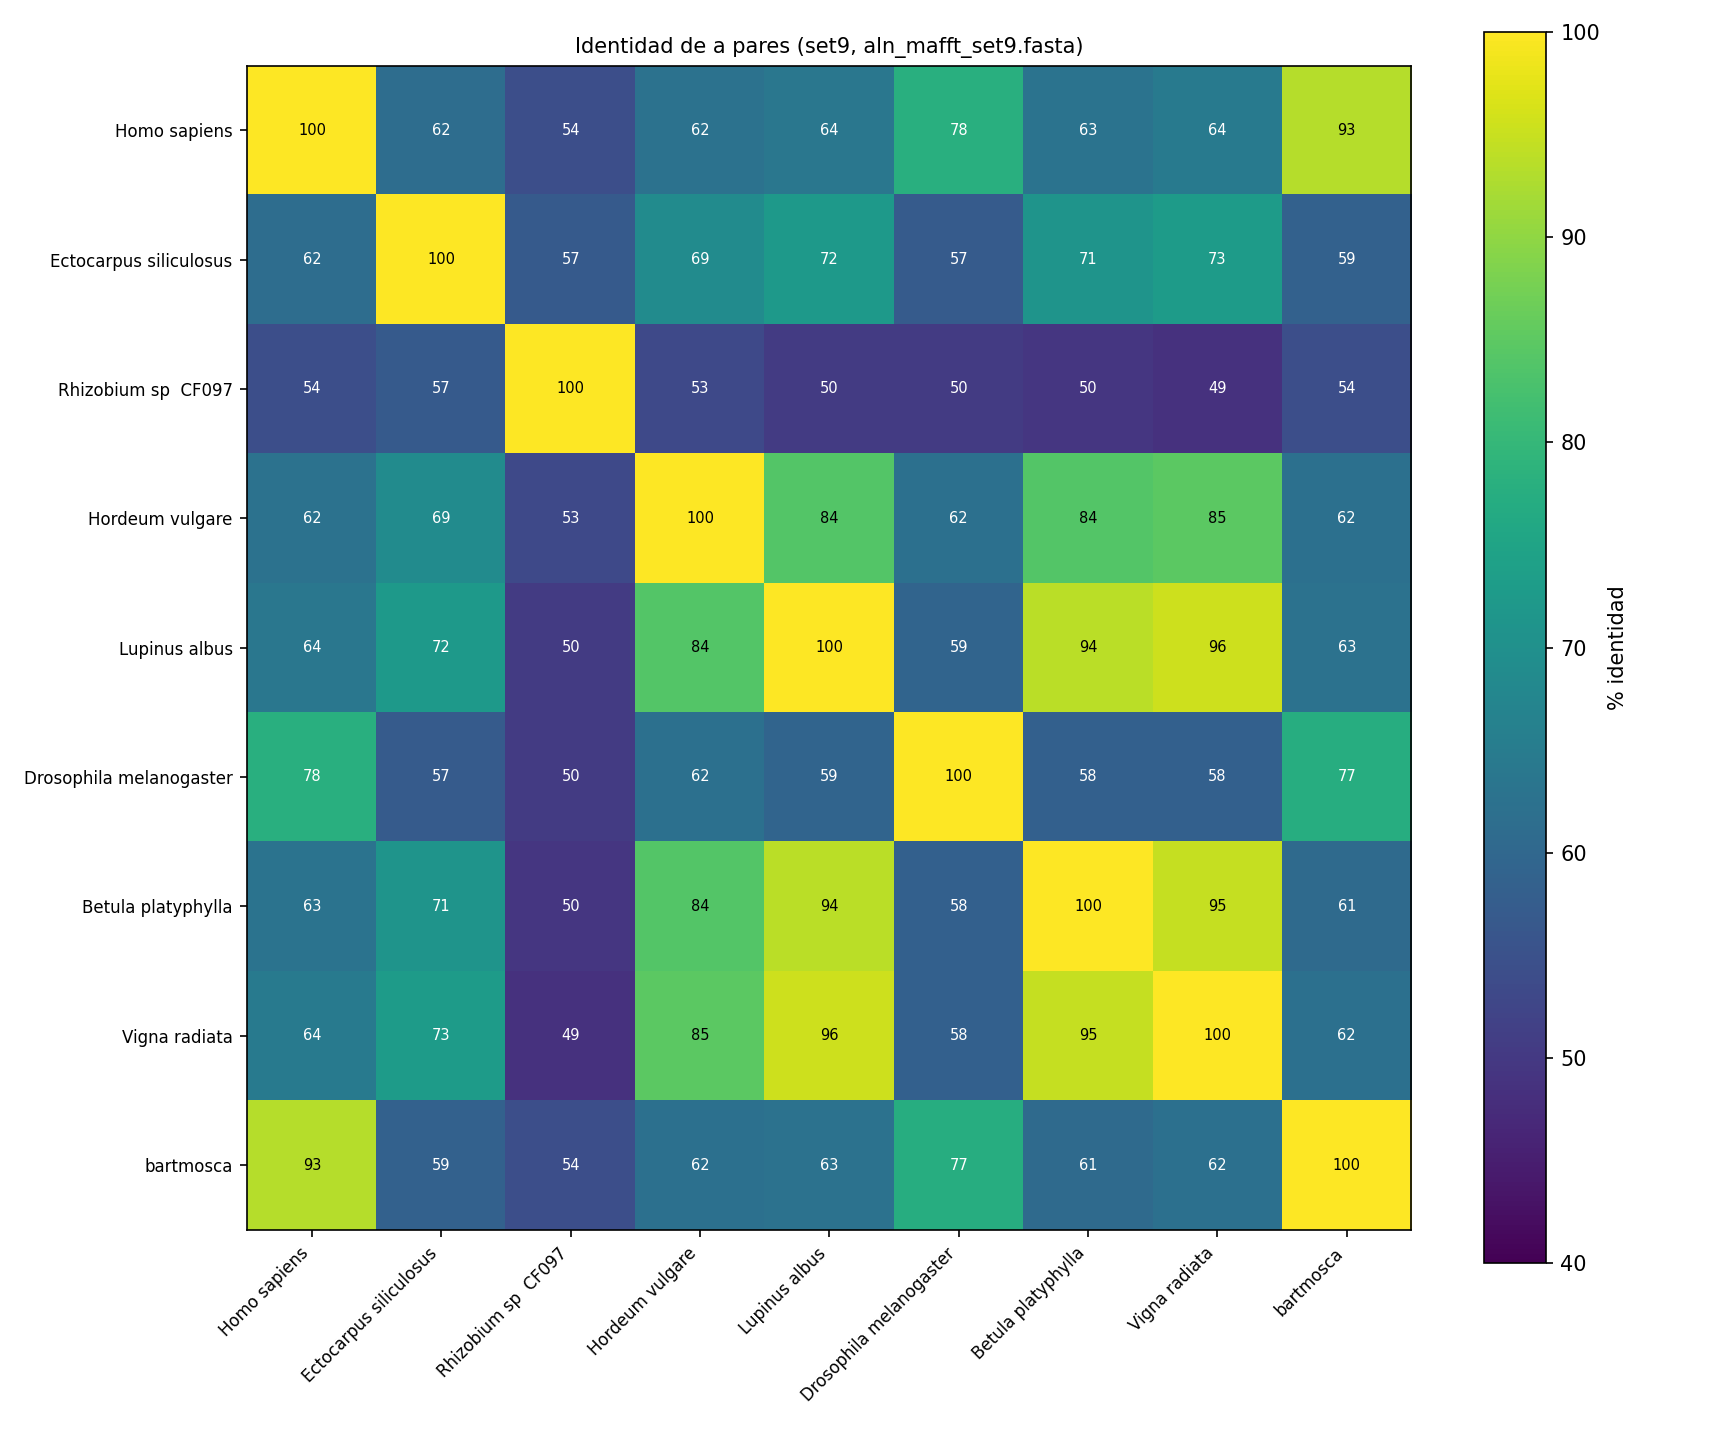 Identidad de a pares (set9, aln_mafft_set9.fasta)
Homo sapiens 100 62 54 62 64 78 63 64 93
Ectocarpus siliculosus 62 100 57 69 72 57 71 73 59
Rhizobium sp  CF097 54 57 100 53 50 50 50 49 54
Hordeum vulgare 62 69 53 100 84 62 84 85 62
Lupinus albus 64 72 50 84 100 59 94 96 63
Drosophila melanogaster 78 57 50 62 59 100 58 58 77
Betula platyphylla 63 71 50 84 94 58 100 95 61
Vigna radiata 64 73 49 85 96 58 95 100 62
bartmosca 93 59 54 62 63 77 61 62 100
Homo sapiens
Ectocarpus siliculosus
Rhizobium sp  CF097
Hordeum vulgare
Lupinus albus
Drosophila melanogaster
Betula platyphylla
Vigna radiata
bartmosca
100
90
80
70
60
50
40
% identidad